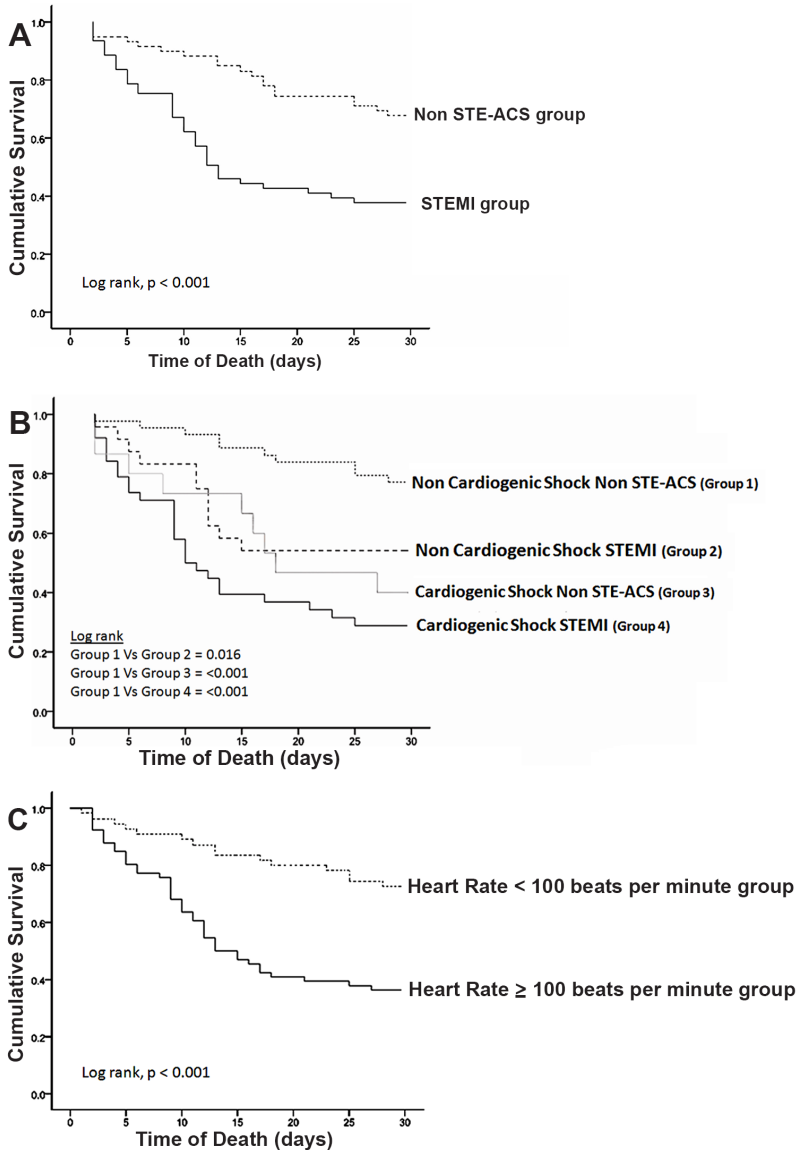 A
Cumulative Survival
1.0
0.8
0.6
0.4
0.2
0.0
Non STE-ACS group
STEMI group
Log rank, p < 0.001
0 5 10 15 20 25 30
Time of Death (days)
B
Cumulative Survival
1.0
0.8
0.6
0.4
0.2
0.0
Non Cardiogenic Shock Non STE-ACS (Group 1)
Non Cardiogenic Shock STEMI (Group 2)
Cardiogenic Shock Non STE-ACS (Group 3)
Cardiogenic Shock STEMI (Group 4)
Log rank
Group 1 Vs Group 2 = 0.016
Group 1 Vs Group 3 = <0.001
Group 1 Vs Group 4 = <0.001
0 5 10 15 20 25 30
Time of Death (days)
C
Cumulative Survival
1.0
0.8
0.6
0.4
0.2
0.0
Heart Rate < 100 beats per minute group
Heart Rate ≥ 100 beats per minute group
Log rank, p < 0.001
0 5 10 15 20 25 30
Time of Death (days)